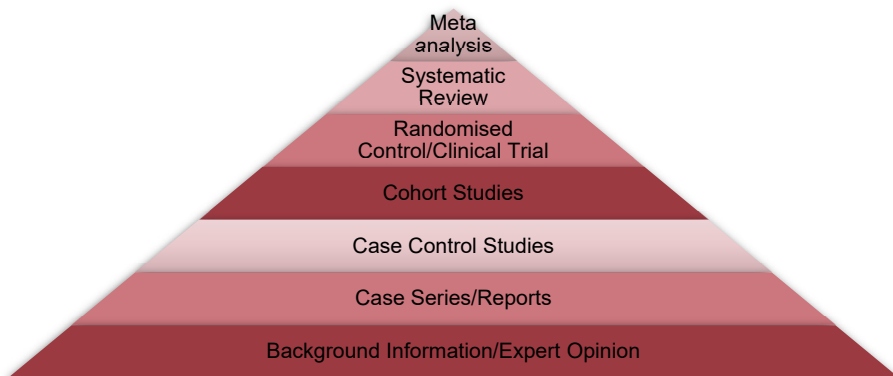 Meta
analysis
Systematic
Review
Randomised
Control/Clinical Trial
Cohort Studies
Case Control Studies
Case Series/Reports
Background Information/Expert Opinion